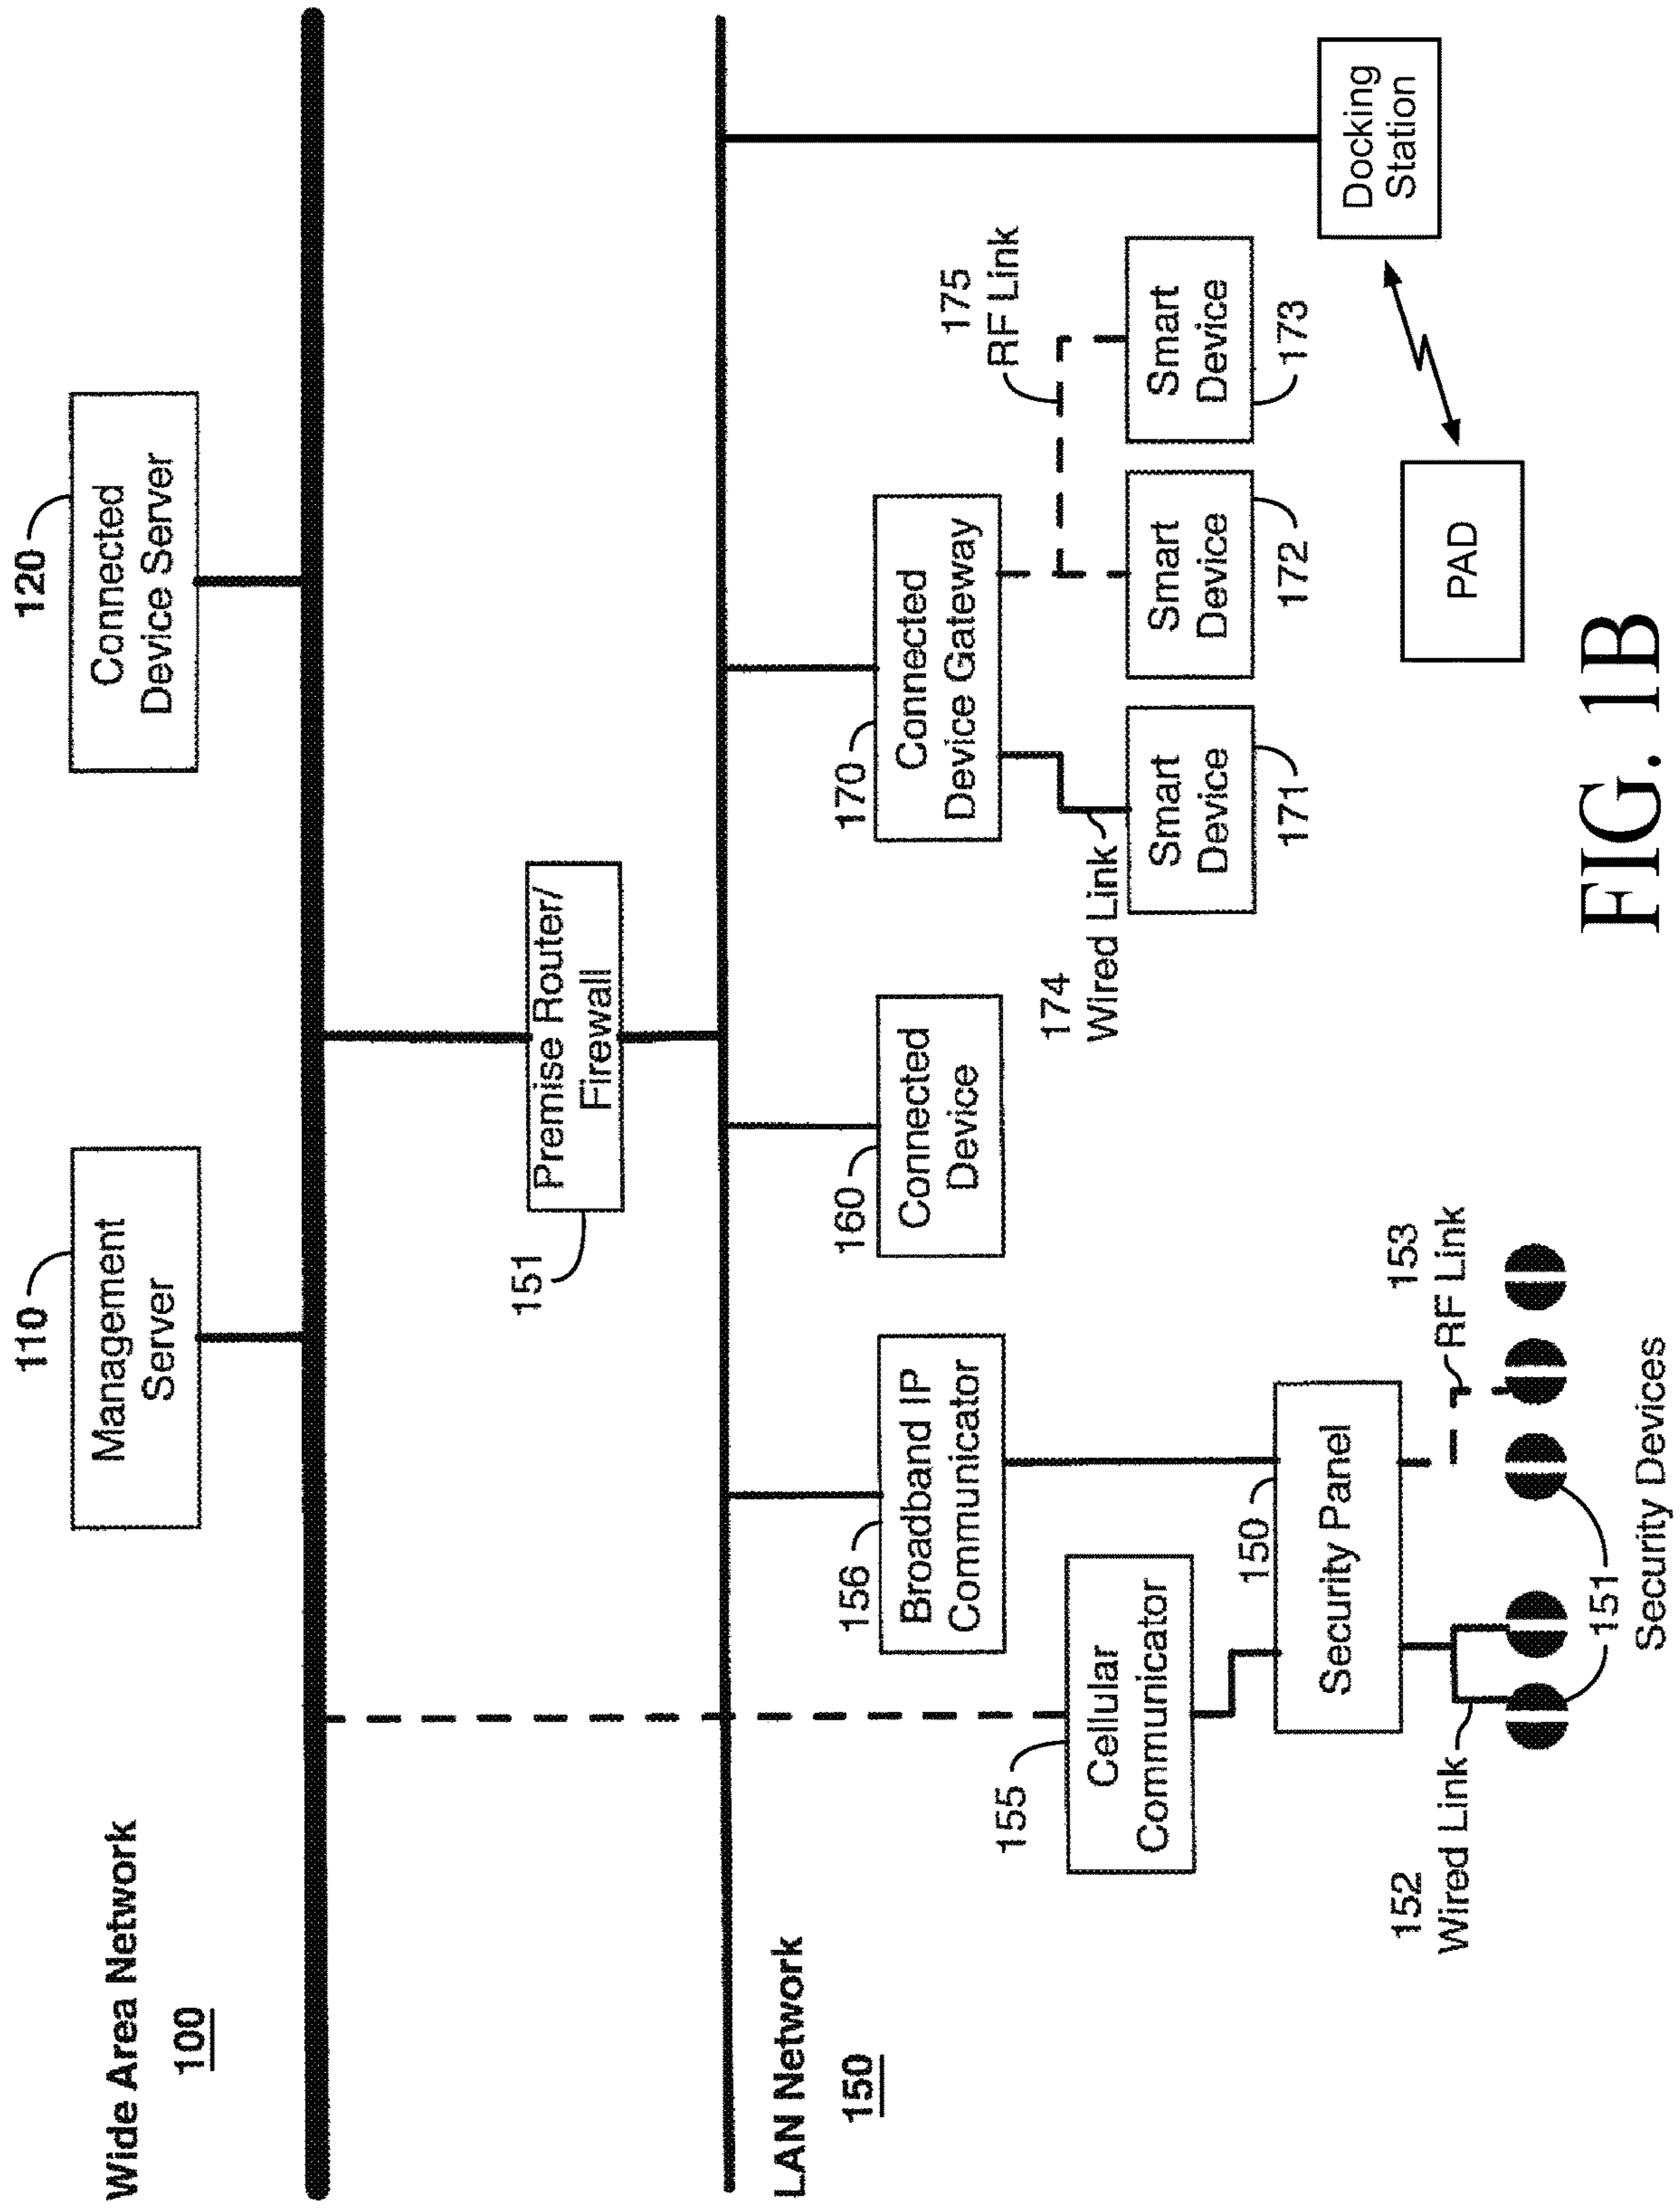 Wide Area Network
100
110
Management
Server
120
Connected
Device Server
151
Premise Router/
Firewall
LAN Network
150
156
Broadband IP
Communicator
160
Connected
Device
170
Connected
Device Gateway
155
Cellular
Communicator
174
Wired Link
175
RF Link
Smart
Device
171
Smart
Device
172
Smart
Device
173
150
Security Panel
Docking
Station
152
Wired Link
153
RF Link
PAD
151
Security Devices
FIG. 1B